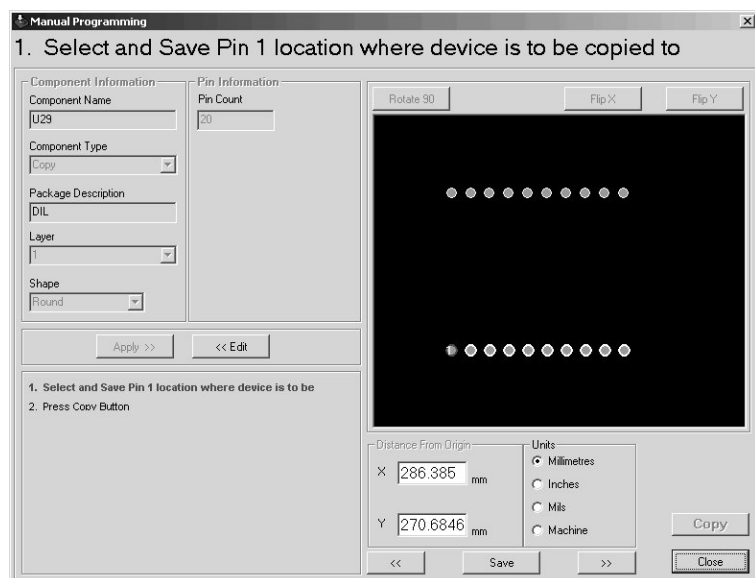 Manual Programming
1. Select and Save Pin 1 location where device is to be copied to
Component Information
Component Name
U29
Component Type
Copy
Package Description
DIL
Layer
1
Shape
Round
Pin Information
Pin Count
20
Rotate 90
Flip X
Flip Y
1
Apply >>
<< Edit
1. Select and Save Pin 1 location where device is to be
2. Press Copy Button
Distance From Origin
X 286.385 mm
Y 270.6846 mm
Units
Millimetres
Inches
Mils
Machine
<<
Save
>>
Copy
Close